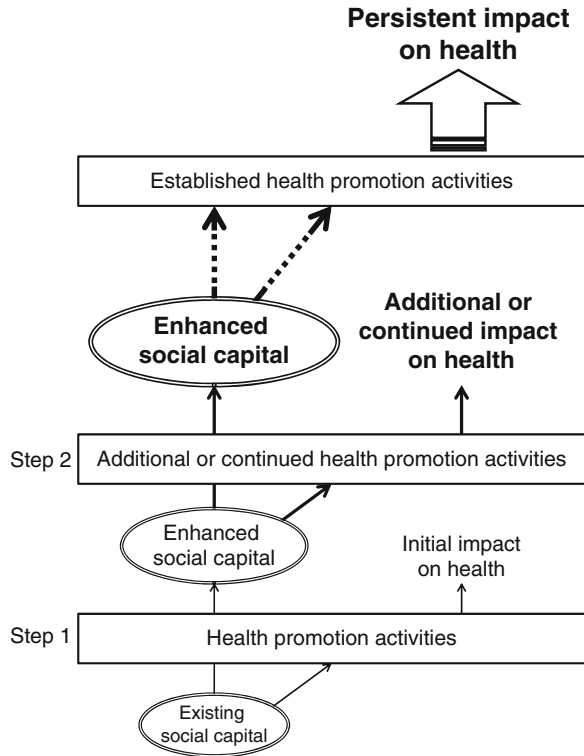 Persistent impact
on health
Established health promotion activities
Enhanced
social capital
Additional or
continued impact
on health
Step 2
Additional or continued health promotion activities
Enhanced
social capital
Initial impact
on health
Step 1
Health promotion activities
Existing
social capital